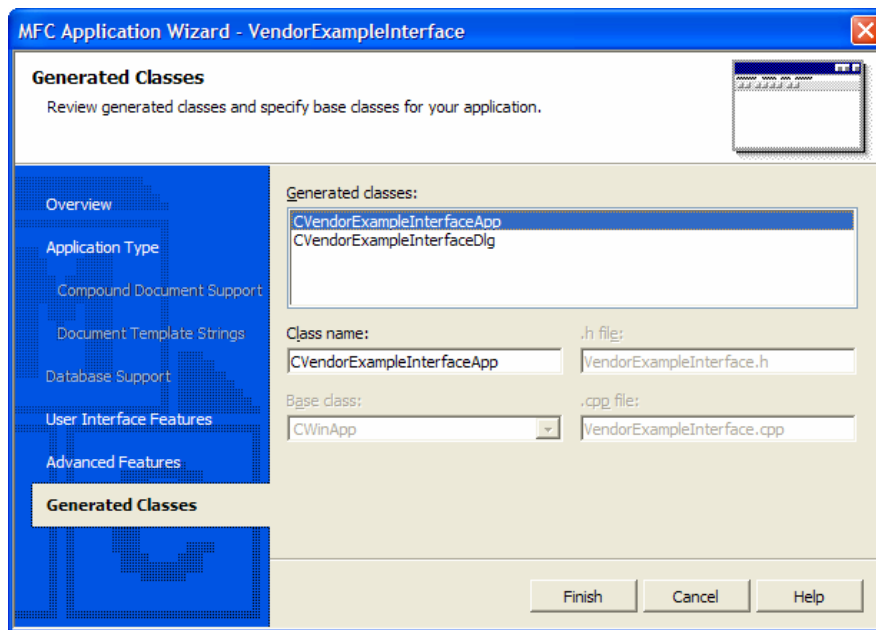 MFC Application Wizard - VendorExampleInterface
Generated Classes
Review generated classes and specify base classes for your application.
Overview
Application Type
Compound Document Support
Document Template Strings
Database Support
User Interface Features
Advanced Features
Generated Classes
Generated classes:
CVendorExampleInterfaceApp
CVendorExampleInterfaceDlg
Class name:
.h file:
CVendorExampleInterfaceApp
VendorExampleInterface.h
Base class:
.cpp file:
CWinApp
VendorExampleInterface.cpp
Finish
Cancel
Help